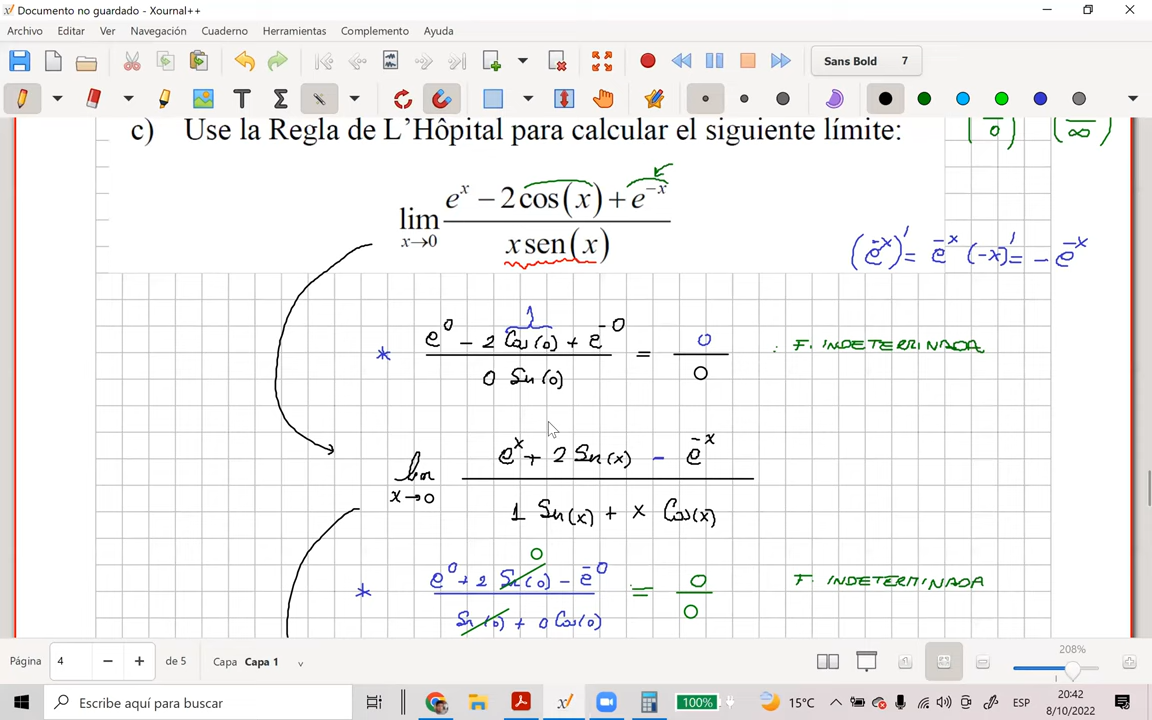 Documento no guardado - Xournal++
Archivo Editar Ver Navegación Cuaderno Herramientas Complemento Ayuda
Sans Bold 7
c) Use la Regla de L'Hôpital para calcular el siguiente límite:
(0/0) (∞/∞)
lim x→0 (e^x − 2cos(x) + e^−x) / (x sen(x))
(e^−x)' = e^−x (−x)' = − e^−x
1
* (e^0 − 2 Cos(0) + e^−0) / (0 Sen(0)) = 0/0 F. INDETERMINADA
lim x→0 (e^x + 2 Sen(x) − e^−x) / (1 Sen(x) + x Cos(x))
0
* (e^0 + 2 Sen(0) − e^−0) / (Sen(0) + 0 Cos(0)) = 0/0 F. INDETERMINADA
Página 4 de 5 Capa Capa 1 208%
Escribe aquí para buscar 100% 15°C ESP 20:42
8/10/2022